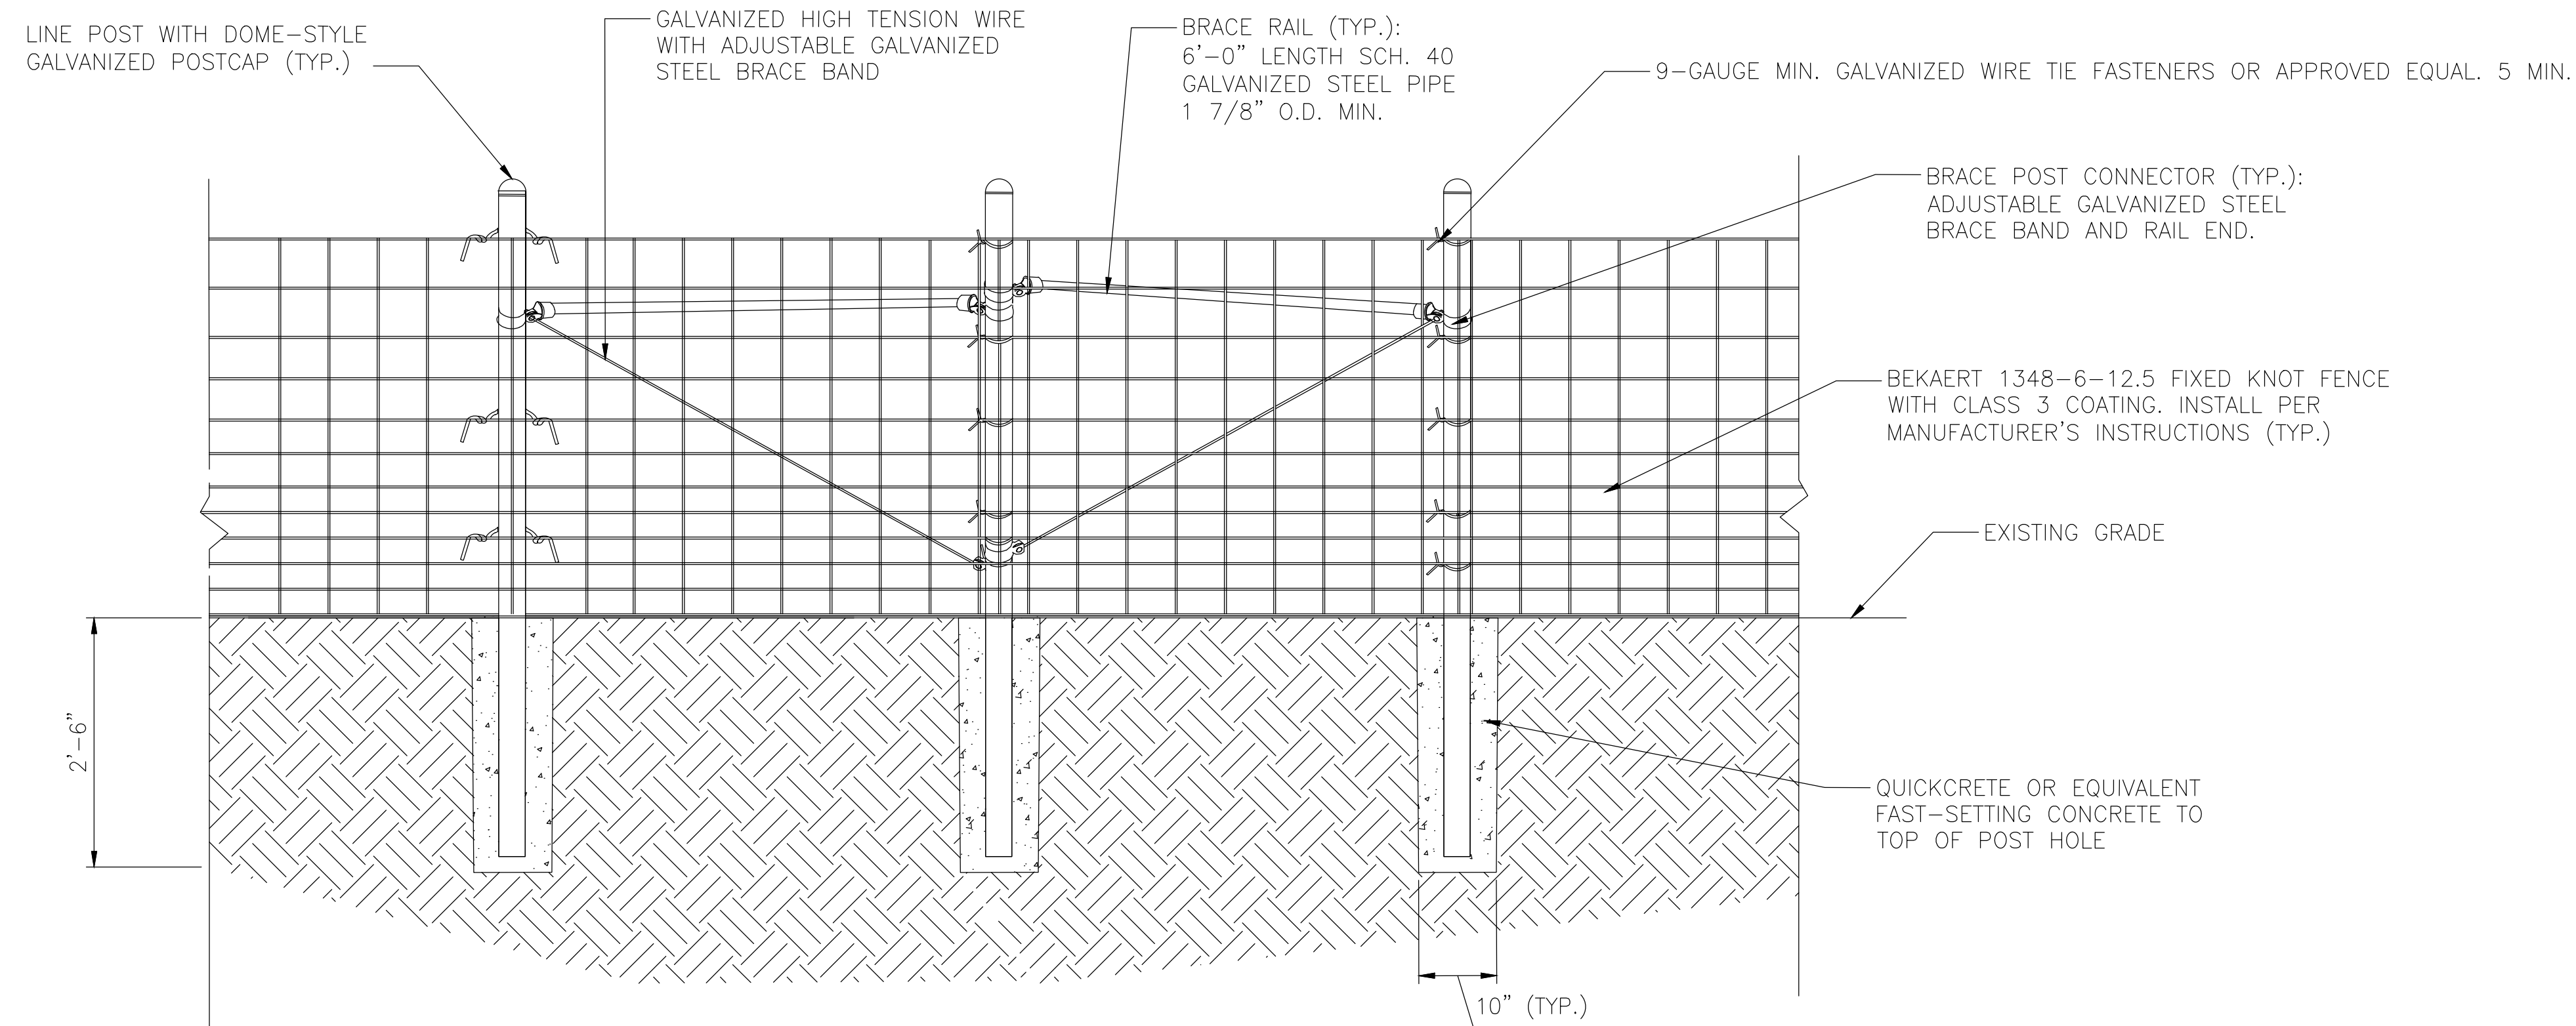 LINE POST WITH DOME-STYLE
GALVANIZED POSTCAP (TYP.)
GALVANIZED HIGH TENSION WIRE
WITH ADJUSTABLE GALVANIZED
STEEL BRACE BAND
BRACE RAIL (TYP.):
6'-0" LENGTH SCH. 40
GALVANIZED STEEL PIPE
1 7/8" O.D. MIN.
9-GAUGE MIN. GALVANIZED WIRE TIE FASTENERS OR APPROVED EQUAL. 5 MIN.
BRACE POST CONNECTOR (TYP.):
ADJUSTABLE GALVANIZED STEEL
BRACE BAND AND RAIL END.
BEKAERT 1348-6-12.5 FIXED KNOT FENCE
WITH CLASS 3 COATING. INSTALL PER
MANUFACTURER'S INSTRUCTIONS (TYP.)
EXISTING GRADE
2'-6"
QUICKCRETE OR EQUIVALENT
FAST-SETTING CONCRETE TO
TOP OF POST HOLE
10" (TYP.)